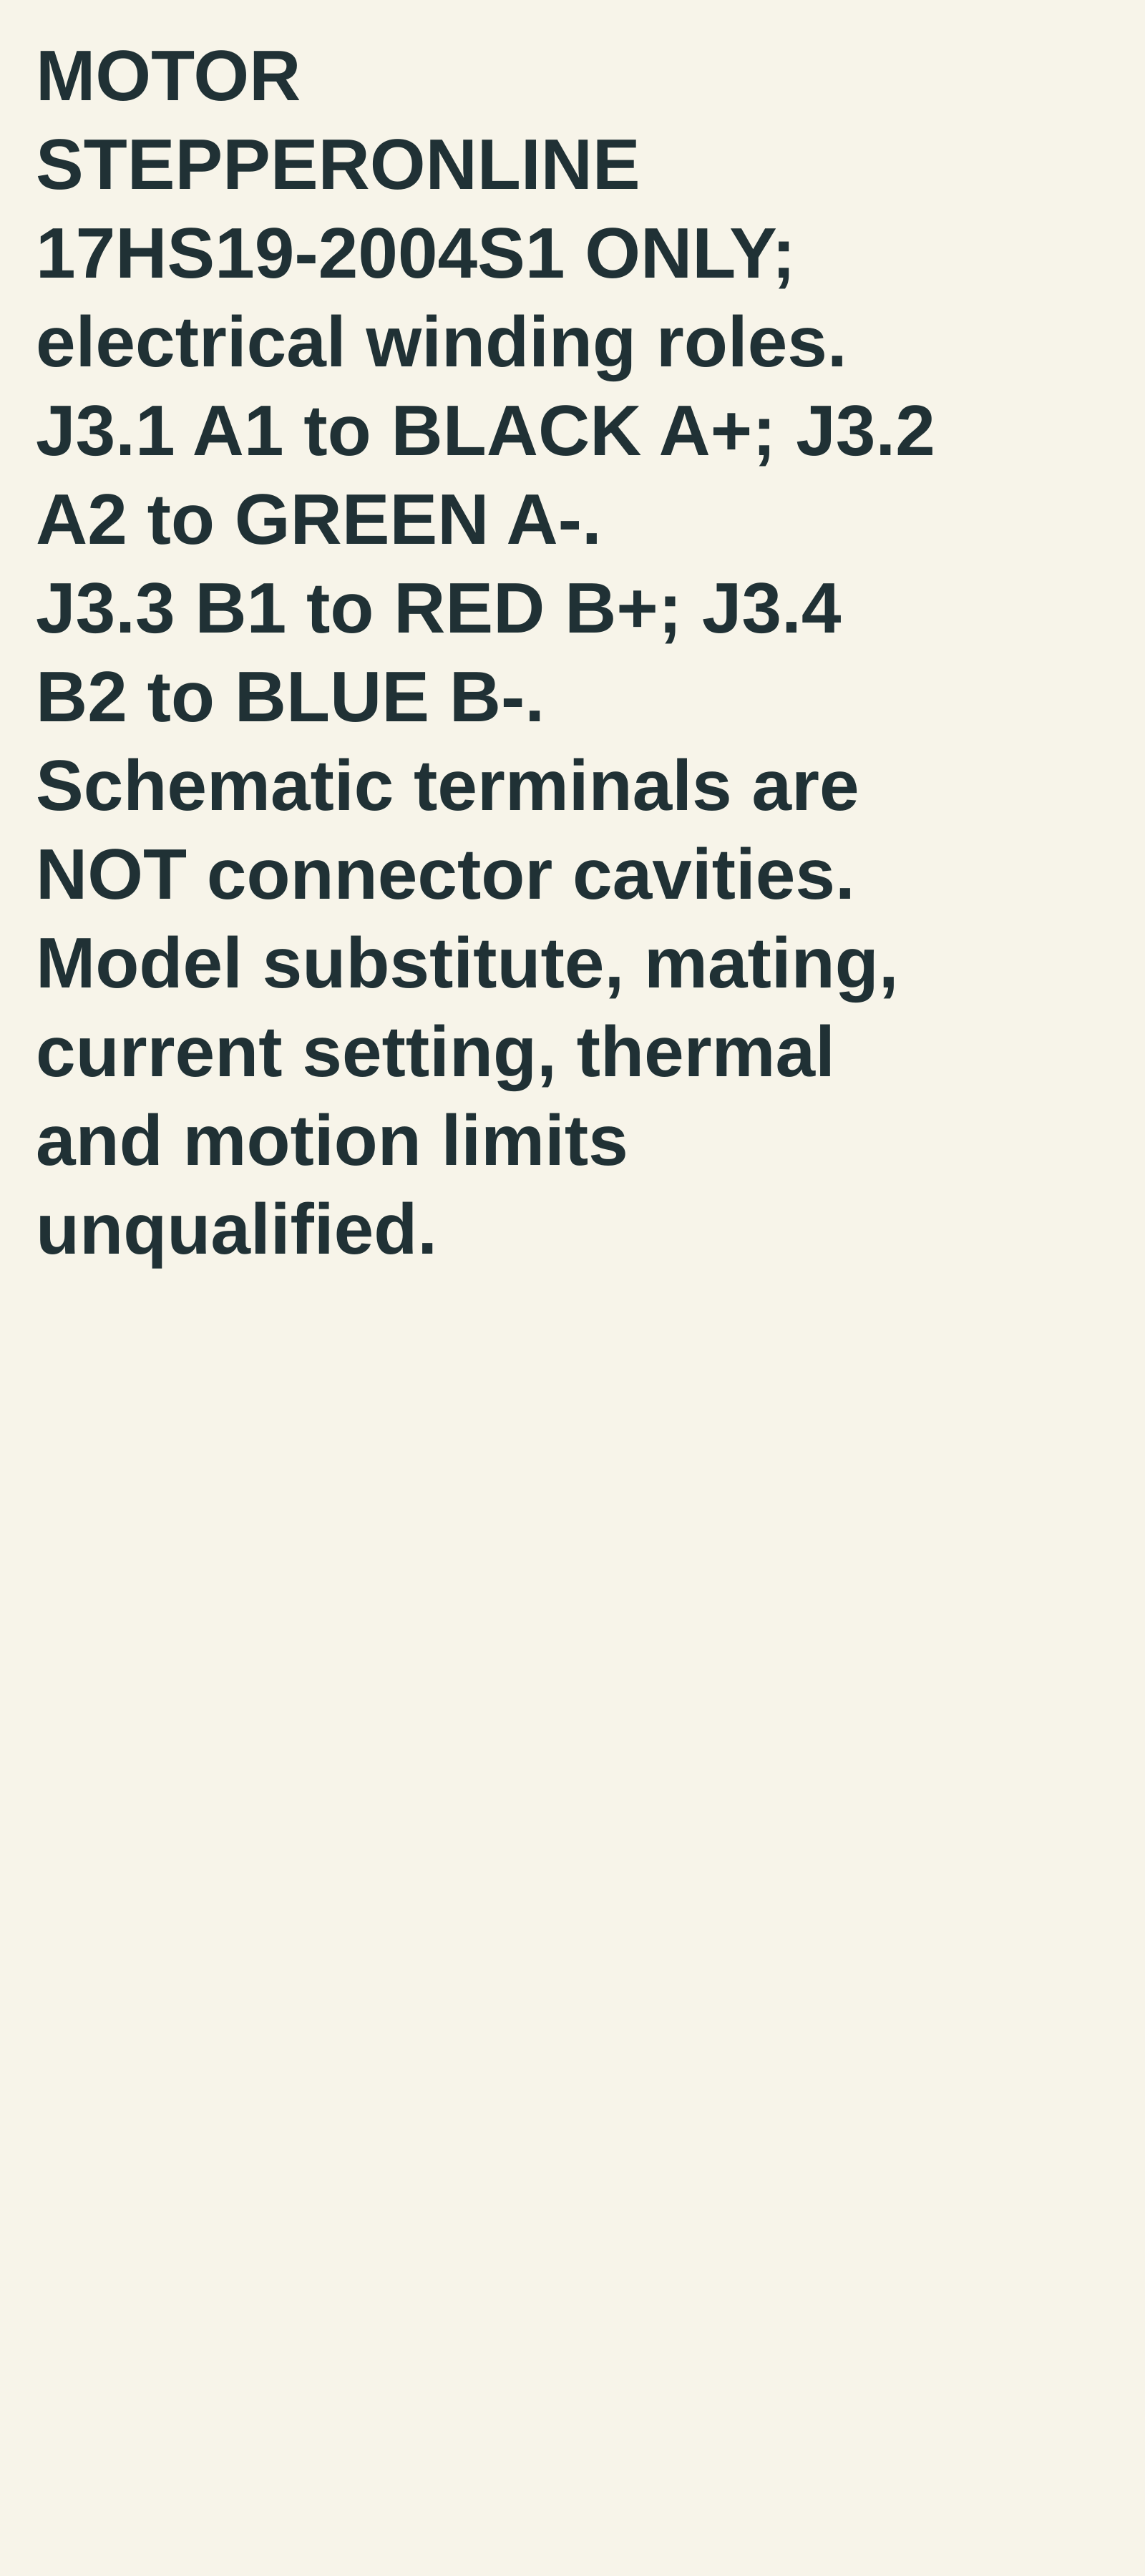 MOTOR
STEPPERONLINE
17HS19-2004S1 ONLY;
electrical winding roles.
J3.1 A1 to BLACK A+; J3.2
A2 to GREEN A-.
J3.3 B1 to RED B+; J3.4
B2 to BLUE B-.
Schematic terminals are
NOT connector cavities.
Model substitute, mating,
current setting, thermal
and motion limits
unqualified.